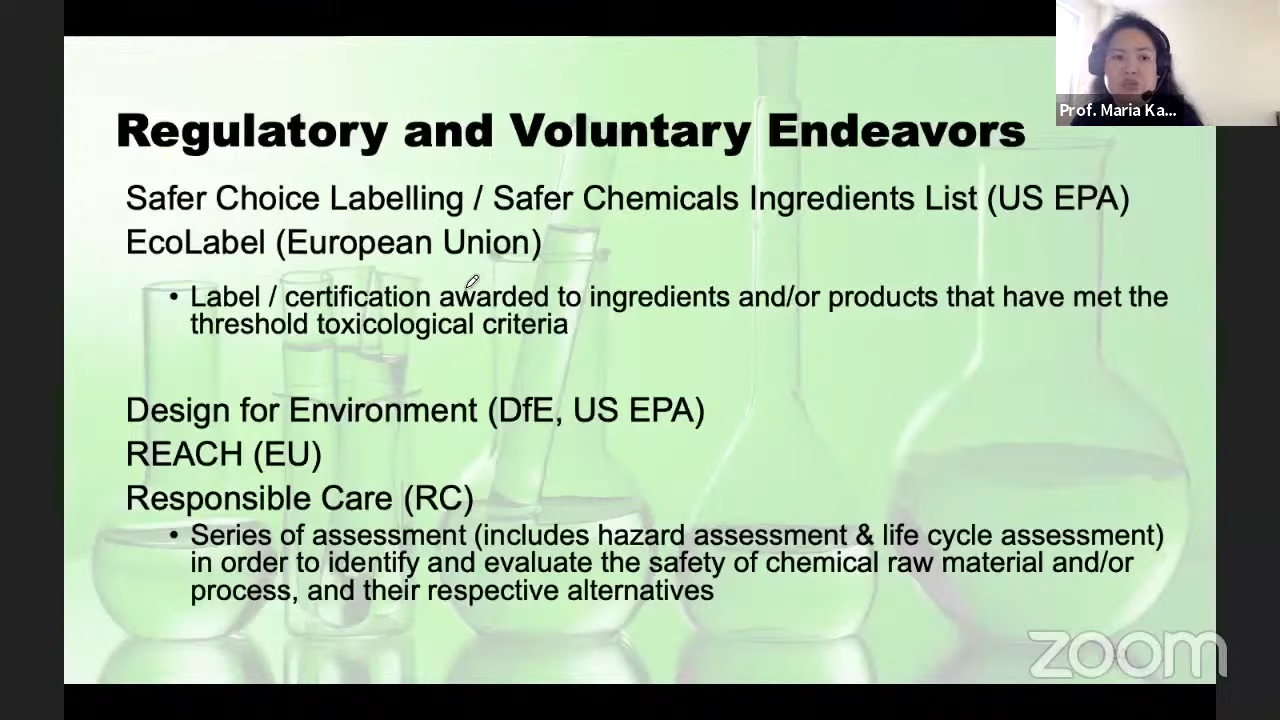 Prof. Maria Ka...
Regulatory and Voluntary Endeavors
Safer Choice Labelling / Safer Chemicals Ingredients List (US EPA)
EcoLabel (European Union)
• Label / certification awarded to ingredients and/or products that have met the
threshold toxicological criteria
Design for Environment (DfE, US EPA)
REACH (EU)
Responsible Care (RC)
• Series of assessment (includes hazard assessment & life cycle assessment)
in order to identify and evaluate the safety of chemical raw material and/or
process, and their respective alternatives
zoom